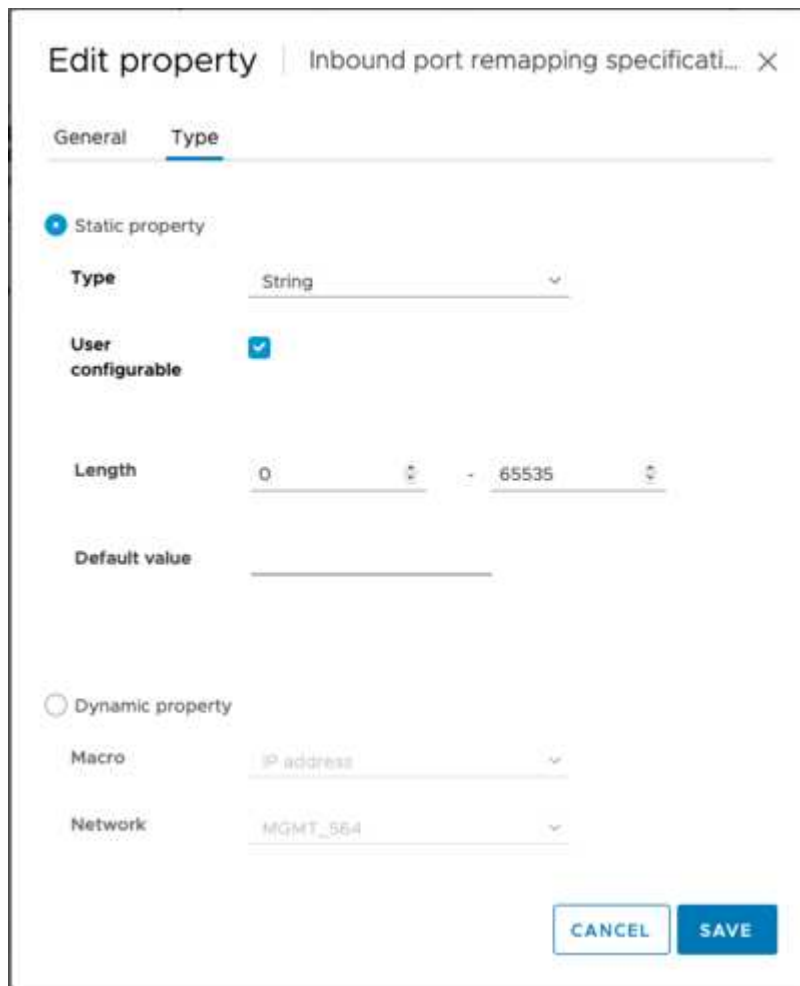 Edit property Inbound port remapping specificati...
General Type
Static property
Type String
User
configurable
Length 0 - 65535
Default value
Dynamic property
Macro IP address
Network MGMT_564
CANCEL SAVE